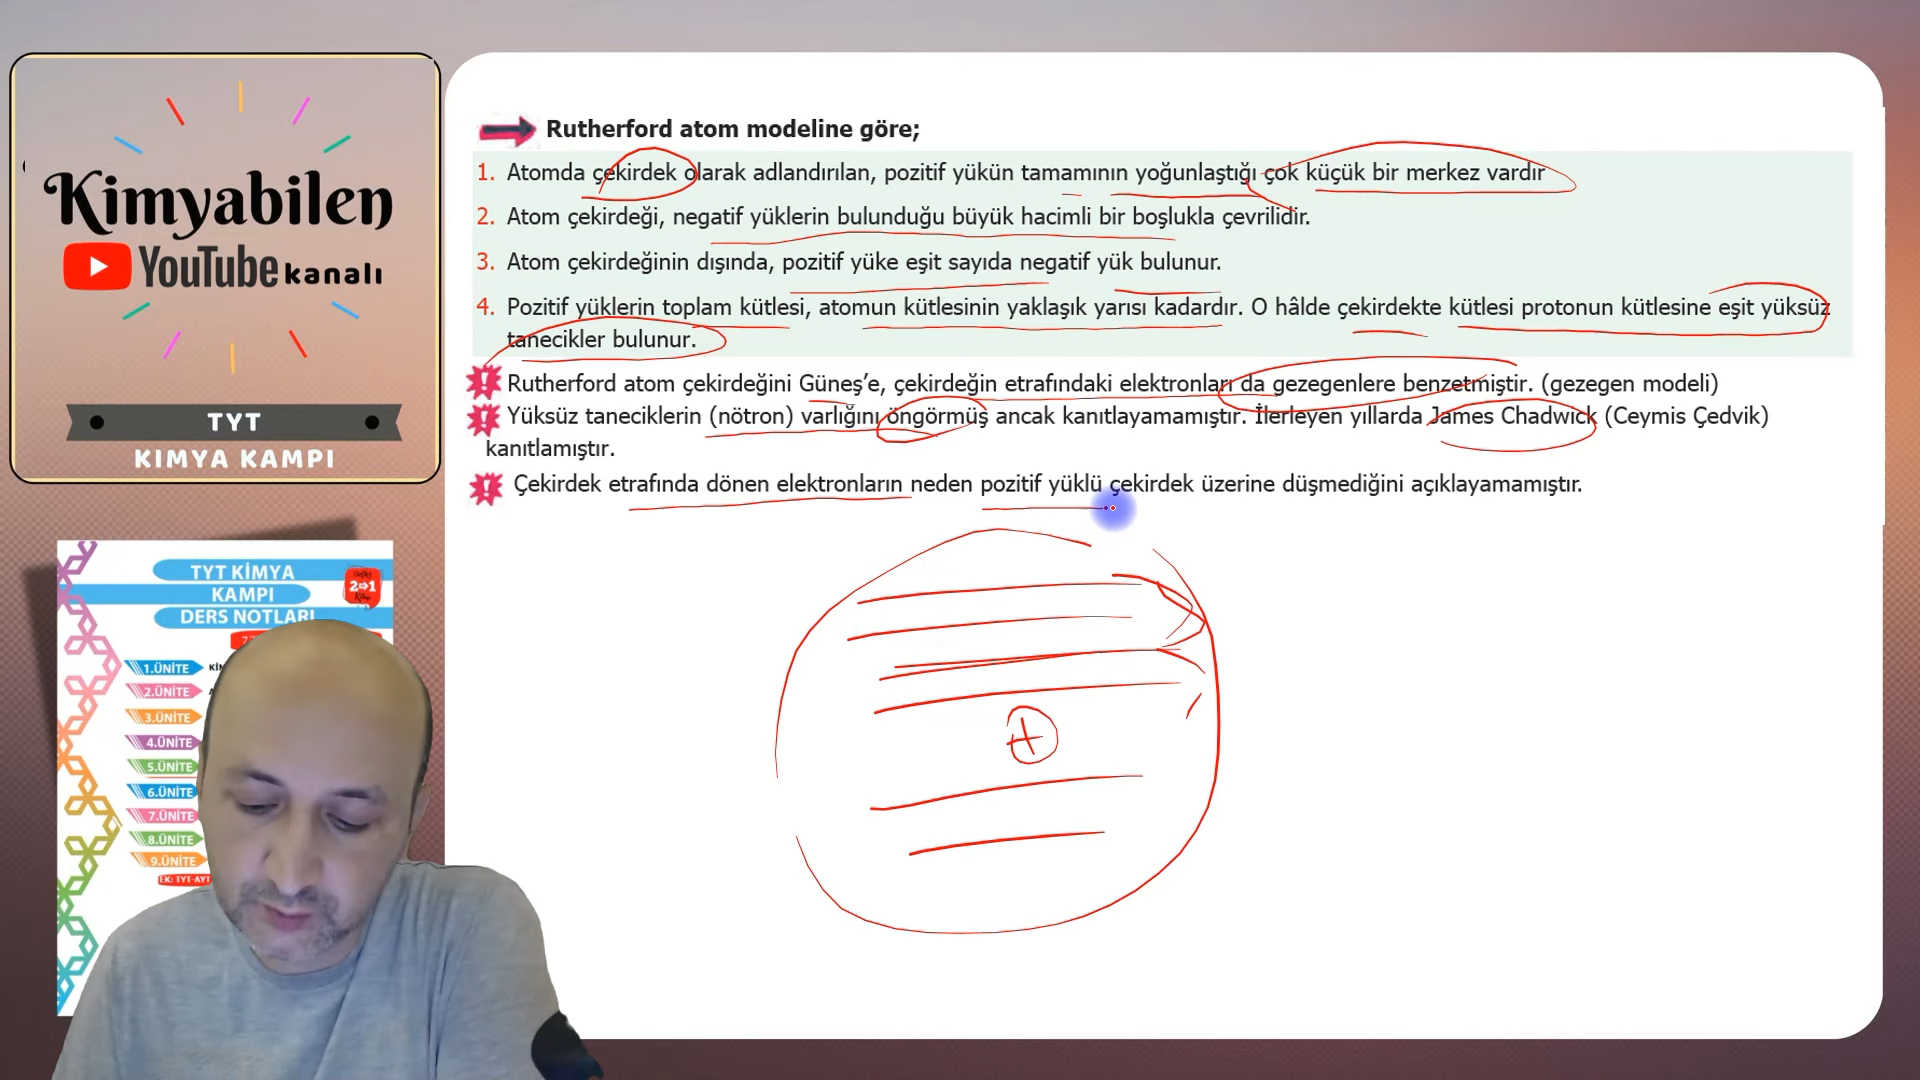 Kimyabilen
YouTube kanalı
TYT
KIMYA KAMPI
Rutherford atom modeline göre;
1. Atomda çekirdek olarak adlandırılan, pozitif yükün tamamının yoğunlaştığı çok küçük bir merkez vardır
2. Atom çekirdeği, negatif yüklerin bulunduğu büyük hacimli bir boşlukla çevrilidir.
3. Atom çekirdeğinin dışında, pozitif yüke eşit sayıda negatif yük bulunur.
4. Pozitif yüklerin toplam kütlesi, atomun kütlesinin yaklaşık yarısı kadardır. O hâlde çekirdekte kütlesi protonun kütlesine eşit yüksüz
tanecikler bulunur.
Rutherford atom çekirdeğini Güneş'e, çekirdeğin etrafındaki elektronları da gezegenlere benzetmiştir. (gezegen modeli)
Yüksüz taneciklerin (nötron) varlığını öngörmüş ancak kanıtlayamamıştır. İlerleyen yıllarda James Chadwick (Ceymis Çedvik)
kanıtlamıştır.
Çekirdek etrafında dönen elektronların neden pozitif yüklü çekirdek üzerine düşmediğini açıklayamamıştır.
+
TYT KİMYA
KAMPI
DERS NOTLARI
2⇨1
1.ÜNİTE
2.ÜNİTE
3.ÜNİTE
4.ÜNİTE
5.ÜNİTE
6.ÜNİTE
7.ÜNİTE
8.ÜNİTE
9.ÜNİTE
EK: TYT-AYT